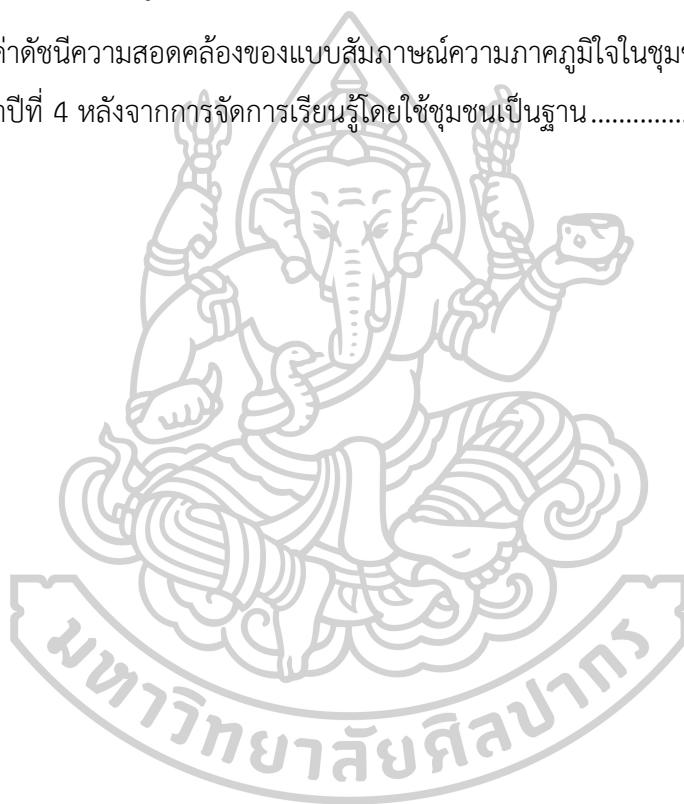 ค่าดัชนีความสอดคล้องของแบบสัมภาษณ์ความภาคภูมิใจในชุมช
ปีที่ 4 หลังจากการจัดการเรียนรู้โดยใช้ชุมชนเป็นฐาน..............
มหาวิทยาลัยศิลปากร